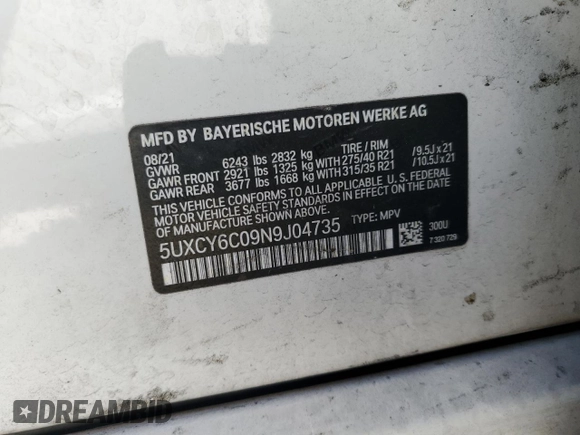 MFD BY BAYERISCHE MOTOREN WERKE AG
08/21 TIRE / RIM
GVWR 6243 lbs 2832 kg
GAWR FRONT 2921 lbs 1325 kg WITH 275/40 R21 /9.5J x 21
GAWR REAR 3677 lbs 1668 kg WITH 315/35 R21 /10.5J x 21
THIS VEHICLE CONFORMS TO ALL APPLICABLE U.S. FEDERAL
MOTOR VEHICLE SAFETY STANDARDS IN EFFECT
ON THE DATE OF MANUFACTURE SHOWN ABOVE.
5UXCY6C09N9J04735 TYPE: MPV
300U
7 320 729
DREAMBID